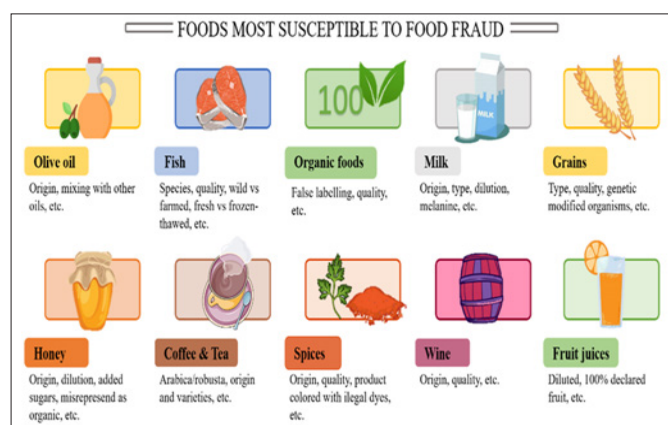 FOODS MOST SUSCEPTIBLE TO FOOD FRAUD
100
MILK
Olive oil
Origin, mixing with other
oils, etc.
Fish
Species, quality, wild vs
farmed, fresh vs frozen-
thawed, etc.
Organic foods
False labelling, quality,
etc.
Milk
Origin, type, dilution,
melanine, etc.
Grains
Type, quality, genetic
modified organisms, etc.
Honey
Origin, dilution, added
sugars, misrepresend as
organic, etc.
Coffee & Tea
Arabica/robusta, origin
and varieties, etc.
Spices
Origin, quality, product
colored with ilegal dyes,
etc.
Wine
Origin, quality, etc.
Fruit juices
Diluted, 100% declared
fruit, etc.